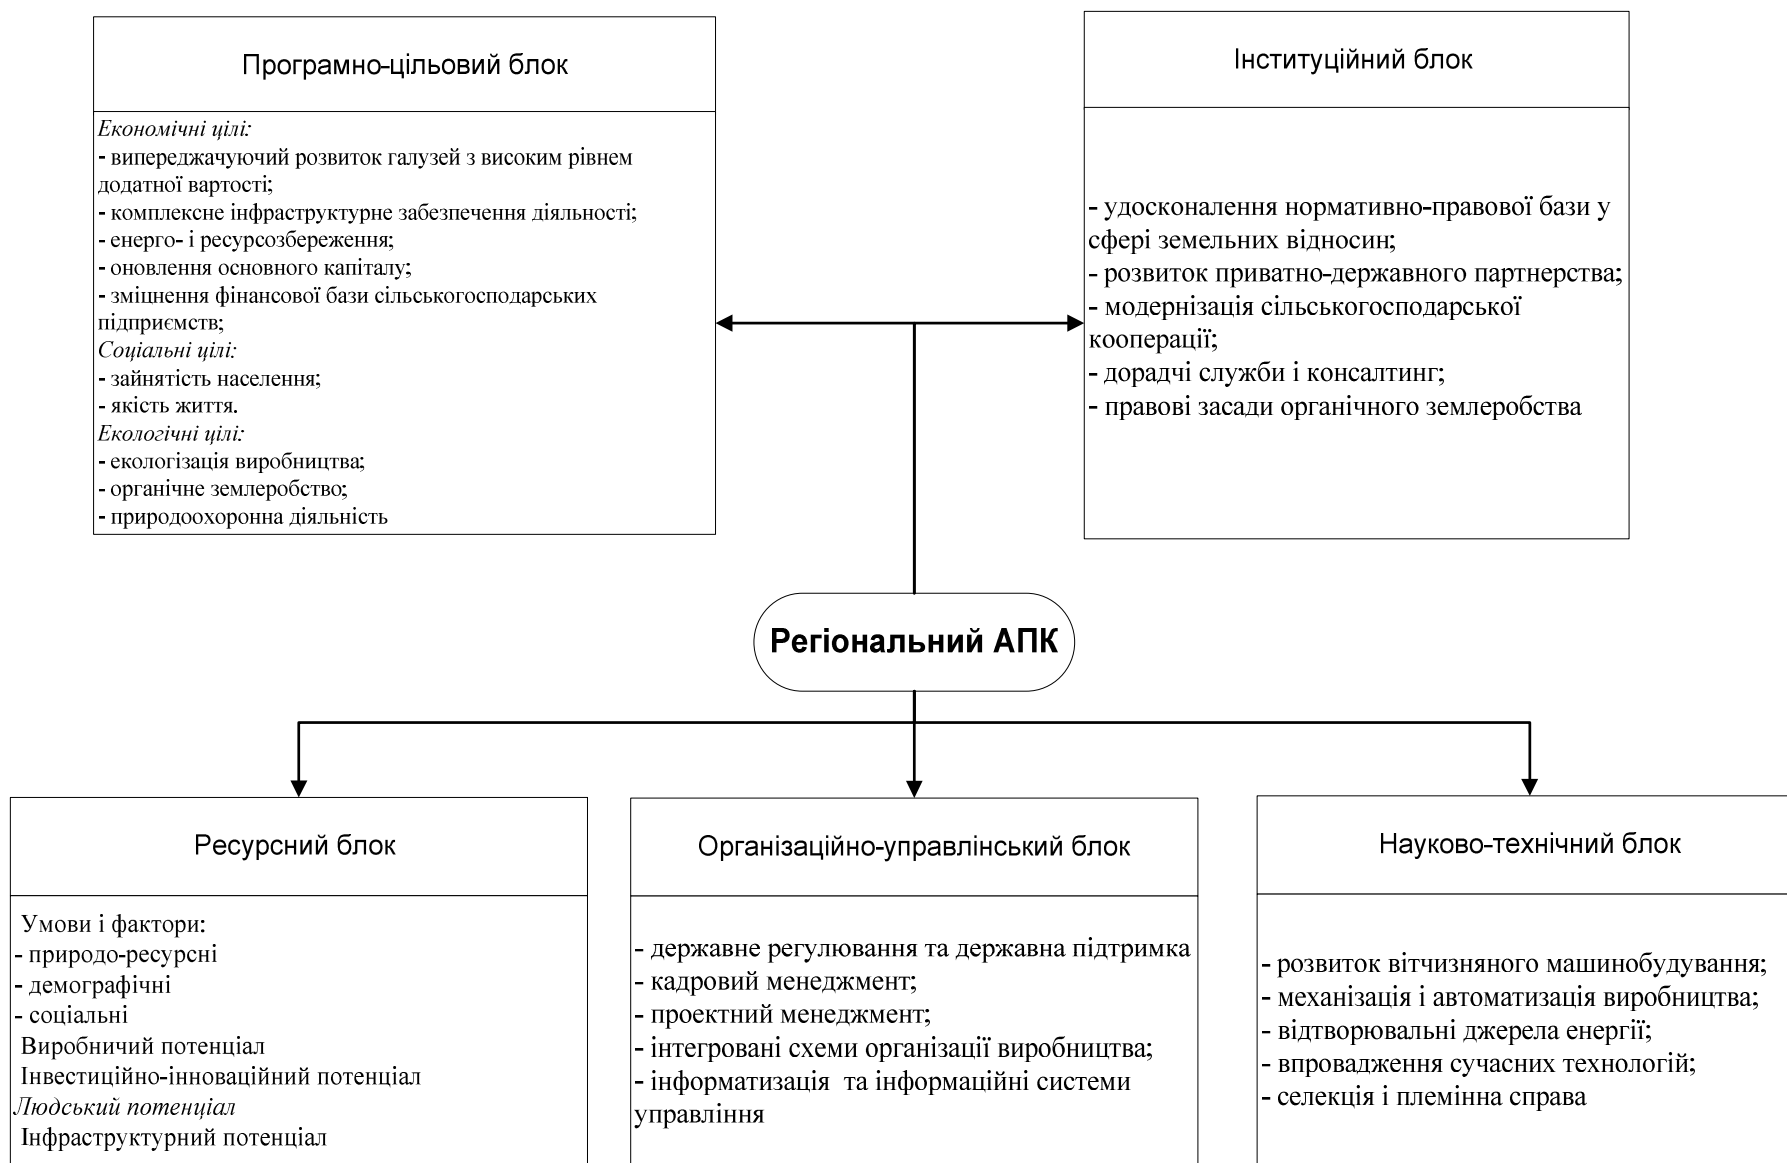 Програмно-цільовий блок
Економічні цілі:
- випереджачуючий розвиток галузей з високим рівнем
додатної вартості;
- комплексне інфраструктурне забезпечення діяльності;
- енерго- і ресурсозбереження;
- оновлення основного капіталу;
- зміцнення фінансової бази сільськогосподарських
підприємств;
Соціальні цілі:
- зайнятість населення;
- якість життя.
Екологічні цілі:
- екологізація виробництва;
- органічне землеробство;
- природоохоронна діяльність
Інституційний блок
- удосконалення нормативно-правової бази у
сфері земельних відносин;
- розвиток приватно-державного партнерства;
- модернізація сільськогосподарської
кооперації;
- дорадчі служби і консалтинг;
- правові засади органічного землеробства
Регіональний АПК
Ресурсний блок
Умови і фактори:
- природо-ресурсні
- демографічні
- соціальні
Виробничий потенціал
Інвестиційно-інноваційний потенціал
Людський потенціал
Інфраструктурний потенціал
Організаційно-управлінський блок
- державне регулювання та державна підтримка
- кадровий менеджмент;
- проектний менеджмент;
- інтегровані схеми організації виробництва;
- інформатизація та інформаційні системи
управління
Науково-технічний блок
- розвиток вітчизняного машинобудування;
- механізація і автоматизація виробництва;
- відтворювальні джерела енергії;
- впровадження сучасних технологій;
- селекція і племінна справа